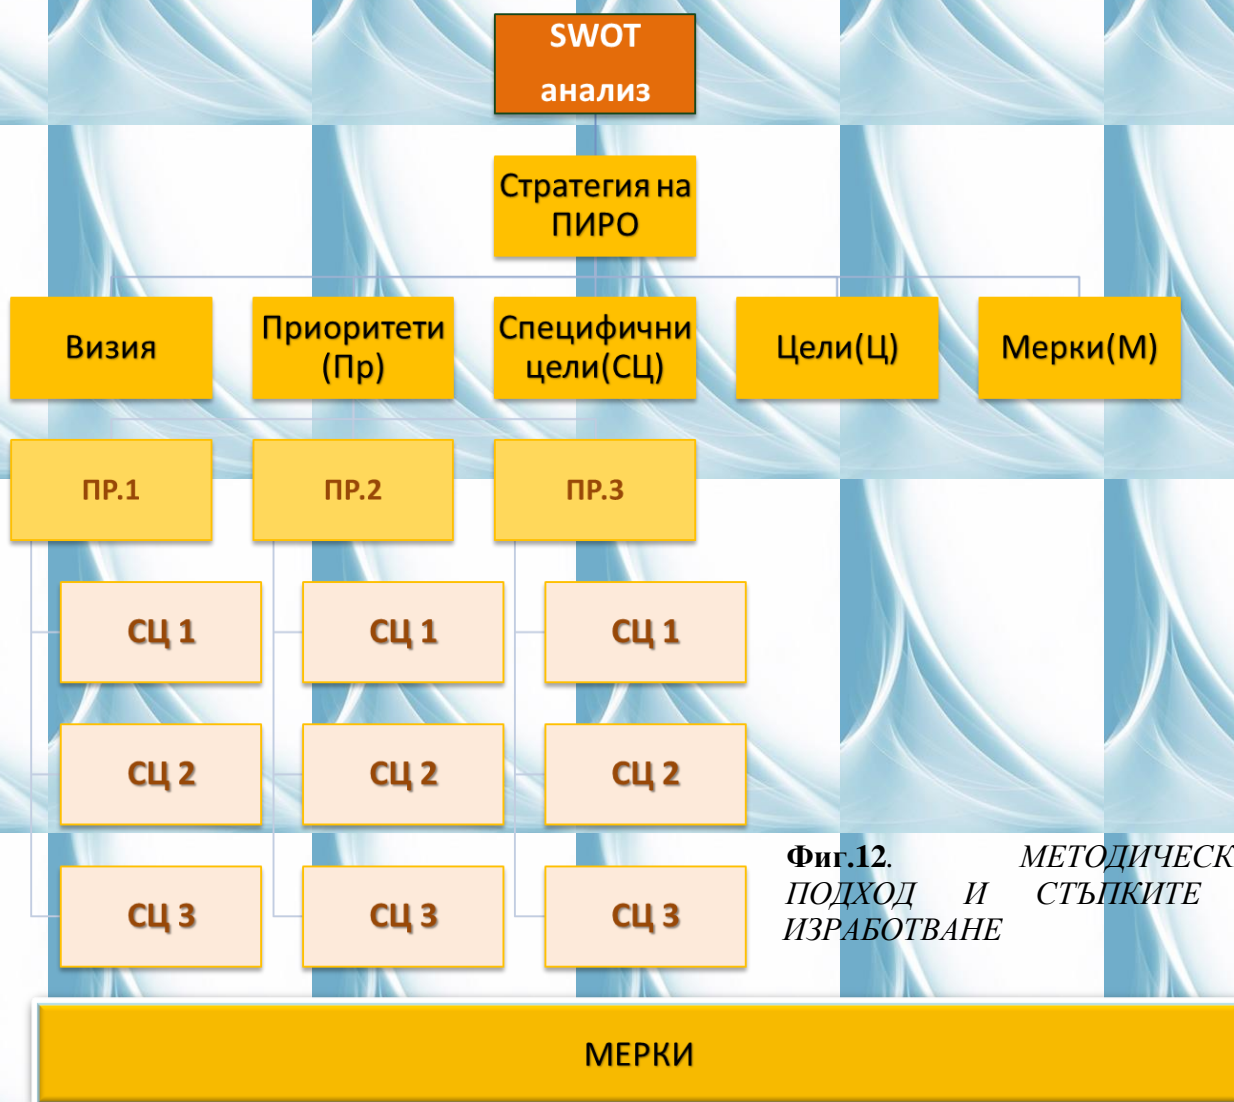 SWOT
анализ
Стратегия на
ПИРО
Визия
Приоритети
(Пр)
Специфични
цели(СЦ)
Цели(Ц)
Мерки(М)
ПР.1
ПР.2
ПР.3
СЦ 1
СЦ 1
СЦ 1
СЦ 2
СЦ 2
СЦ 2
СЦ 3
СЦ 3
СЦ 3
Фиг.12. МЕТОДИЧЕСК
ПОДХОД И СТЪПКИТЕ
ИЗРАБОТВАНЕ
МЕРКИ